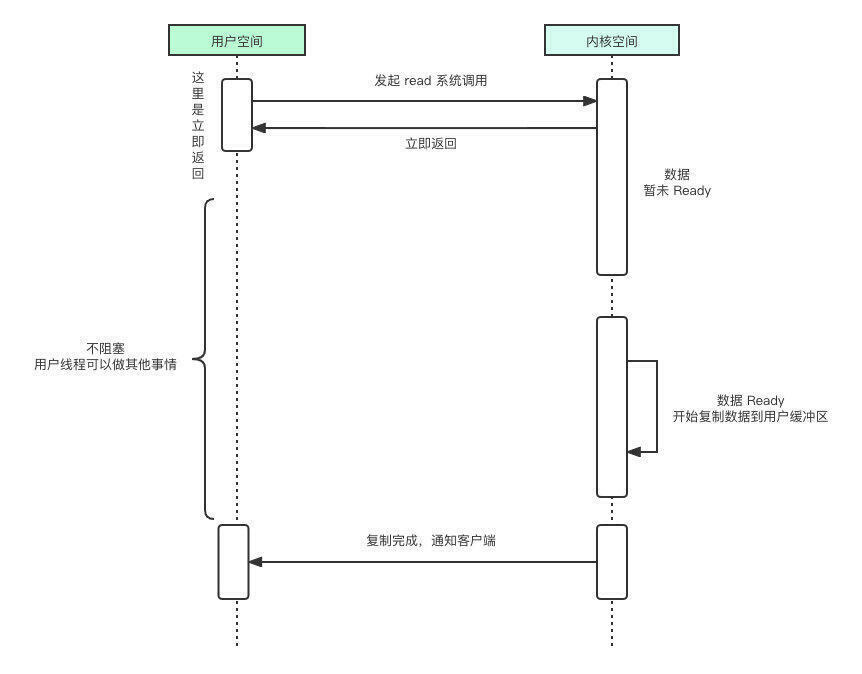 用户空间
内核空间
这里是立即返回
发起 read 系统调用
立即返回
数据
暂未 Ready
不阻塞
用户线程可以做其他事情
数据 Ready
开始复制数据到用户缓冲区
复制完成，通知客户端